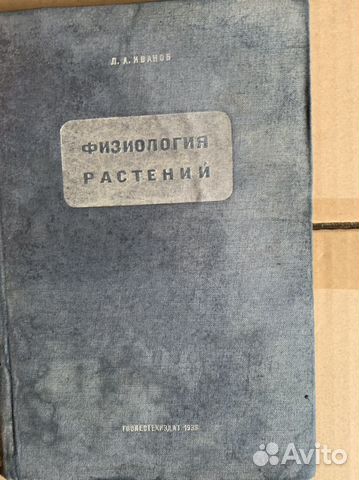 Л. А. ИВАНОВ
ФИЗИОЛОГИЯ
РАСТЕНИЙ
ГОСЛЕСТЕХИЗДАТ
Avito